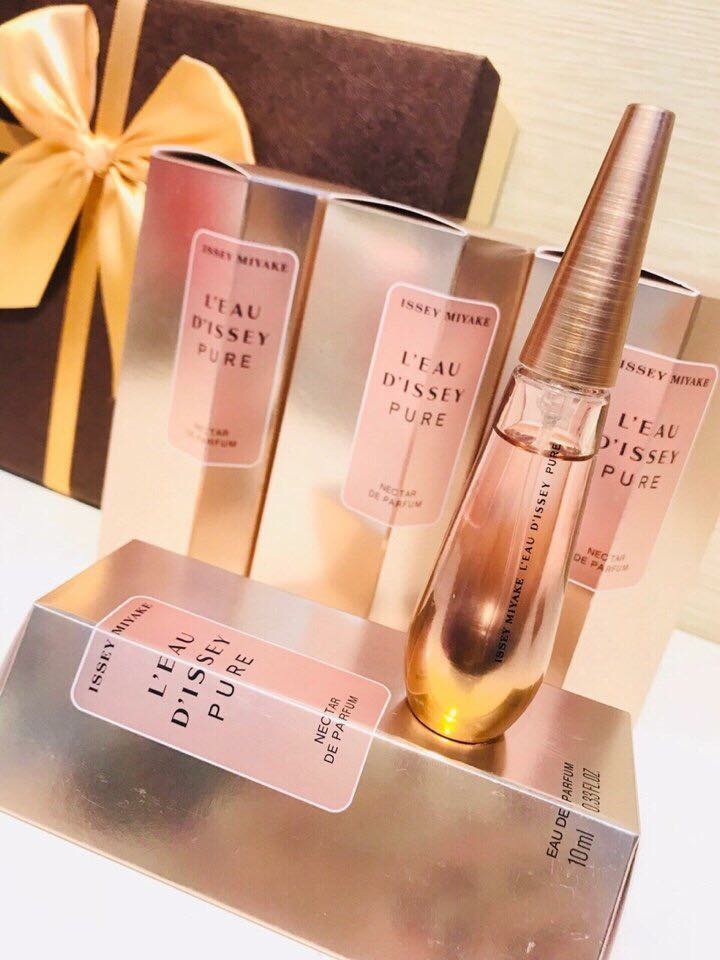 ISSEY MIYAKE
L'EAU
D'ISSEY
PURE
NECTAR
DE PARFUM
ISSEY MIYAKE
L'EAU
D'ISSEY
PURE
NECTAR
DE PARFUM
ISSEY MIYAKE
L'EAU
D'ISSEY
PURE
NECTAR
DE PARFUM
ISSEY MIYAKE L'EAU D'ISSEY PURE
ISSEY MIYAKE
L'EAU
D'ISSEY
PURE
NECTAR
DE PARFUM
EAU DE PARFUM
10ml 0.33FL.OZ